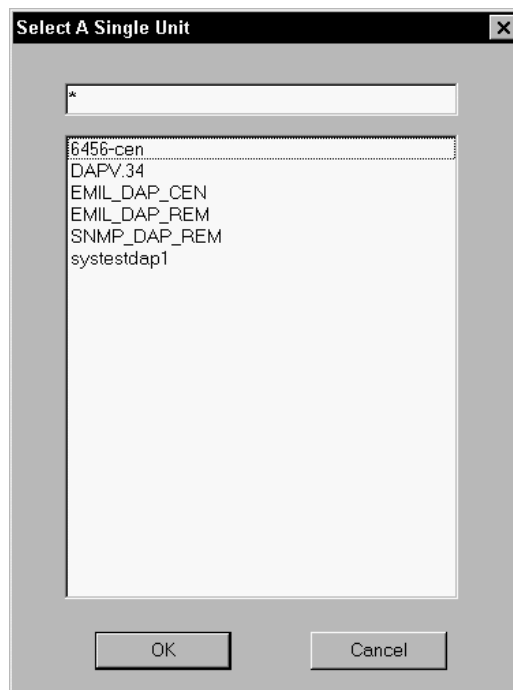 Select A Single Unit
*
6456-cen
DAPV.34
EMIL_DAP_CEN
EMIL_DAP_REM
SNMP_DAP_REM
systestdap1
OK Cancel